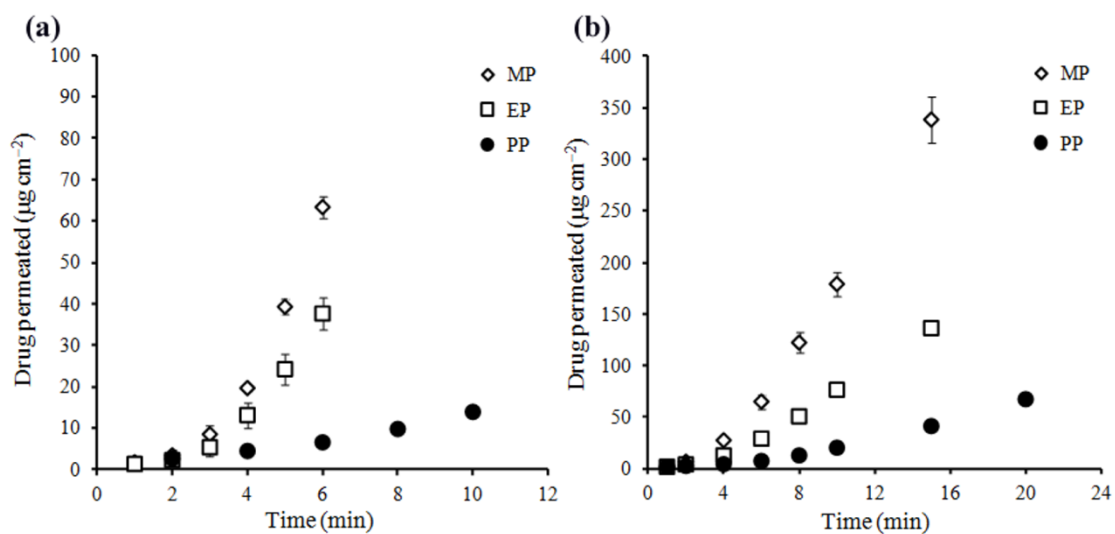 (a)
100
90
80
70
60
50
40
30
20
10
0
Drug permeated (µg cm⁻²)
MP
EP
PP
0 2 4 6 8 10 12
Time (min)
(b)
400
350
300
250
200
150
100
50
0
Drug permeated (µg cm⁻²)
MP
EP
PP
0 4 8 12 16 20 24
Time (min)